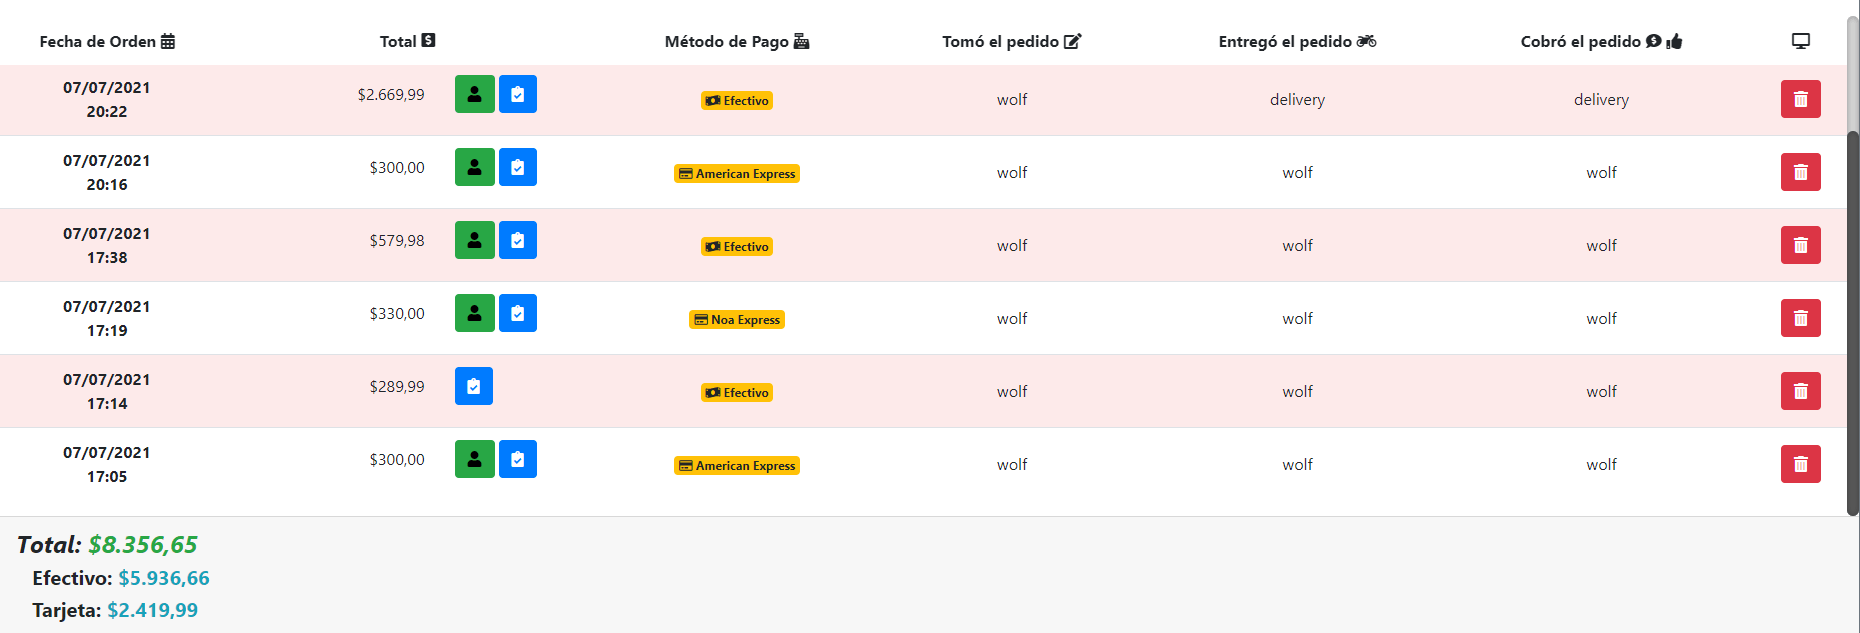 Fecha de Orden Total Método de Pago Tomó el pedido Entregó el pedido Cobró el pedido
07/07/2021 20:22 $2.669,99 Efectivo wolf delivery delivery
07/07/2021 20:16 $300,00 American Express wolf wolf wolf
07/07/2021 17:38 $579,98 Efectivo wolf wolf wolf
07/07/2021 17:19 $330,00 Noa Express wolf wolf wolf
07/07/2021 17:14 $289,99 Efectivo wolf wolf wolf
07/07/2021 17:05 $300,00 American Express wolf wolf wolf
Total: $8.356,65
Efectivo: $5.936,66
Tarjeta: $2.419,99